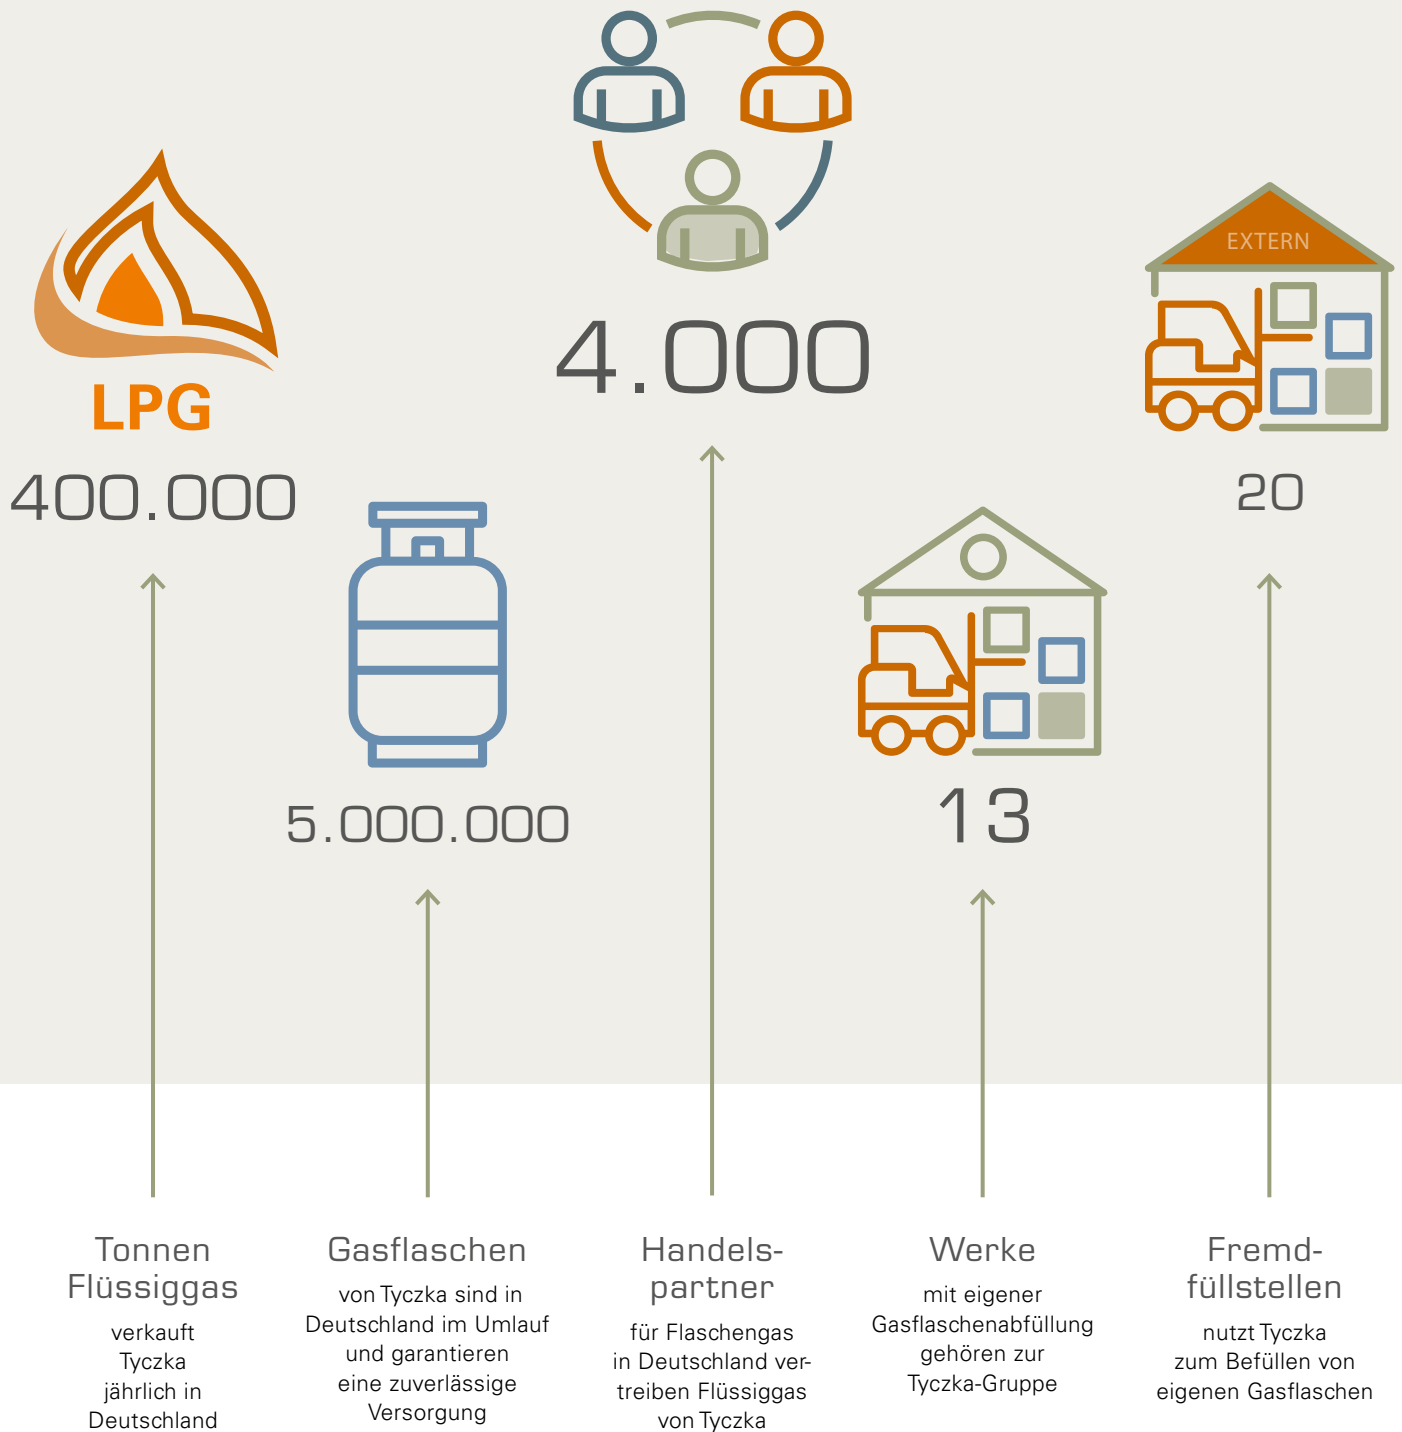 EXTERN
LPG
4.000
400.000
20
5.000.000
13
Tonnen
Flüssiggas
verkauft
Tyczka
jährlich in
Deutschland
Gasflaschen
von Tyczka sind in
Deutschland im Umlauf
und garantieren
eine zuverlässige
Versorgung
Handels-
partner
für Flaschengas
in Deutschland ver-
treiben Flüssiggas
von Tyczka
Werke
mit eigener
Gasflaschenabfüllung
gehören zur
Tyczka-Gruppe
Fremd-
füllstellen
nutzt Tyczka
zum Befüllen von
eigenen Gasflaschen